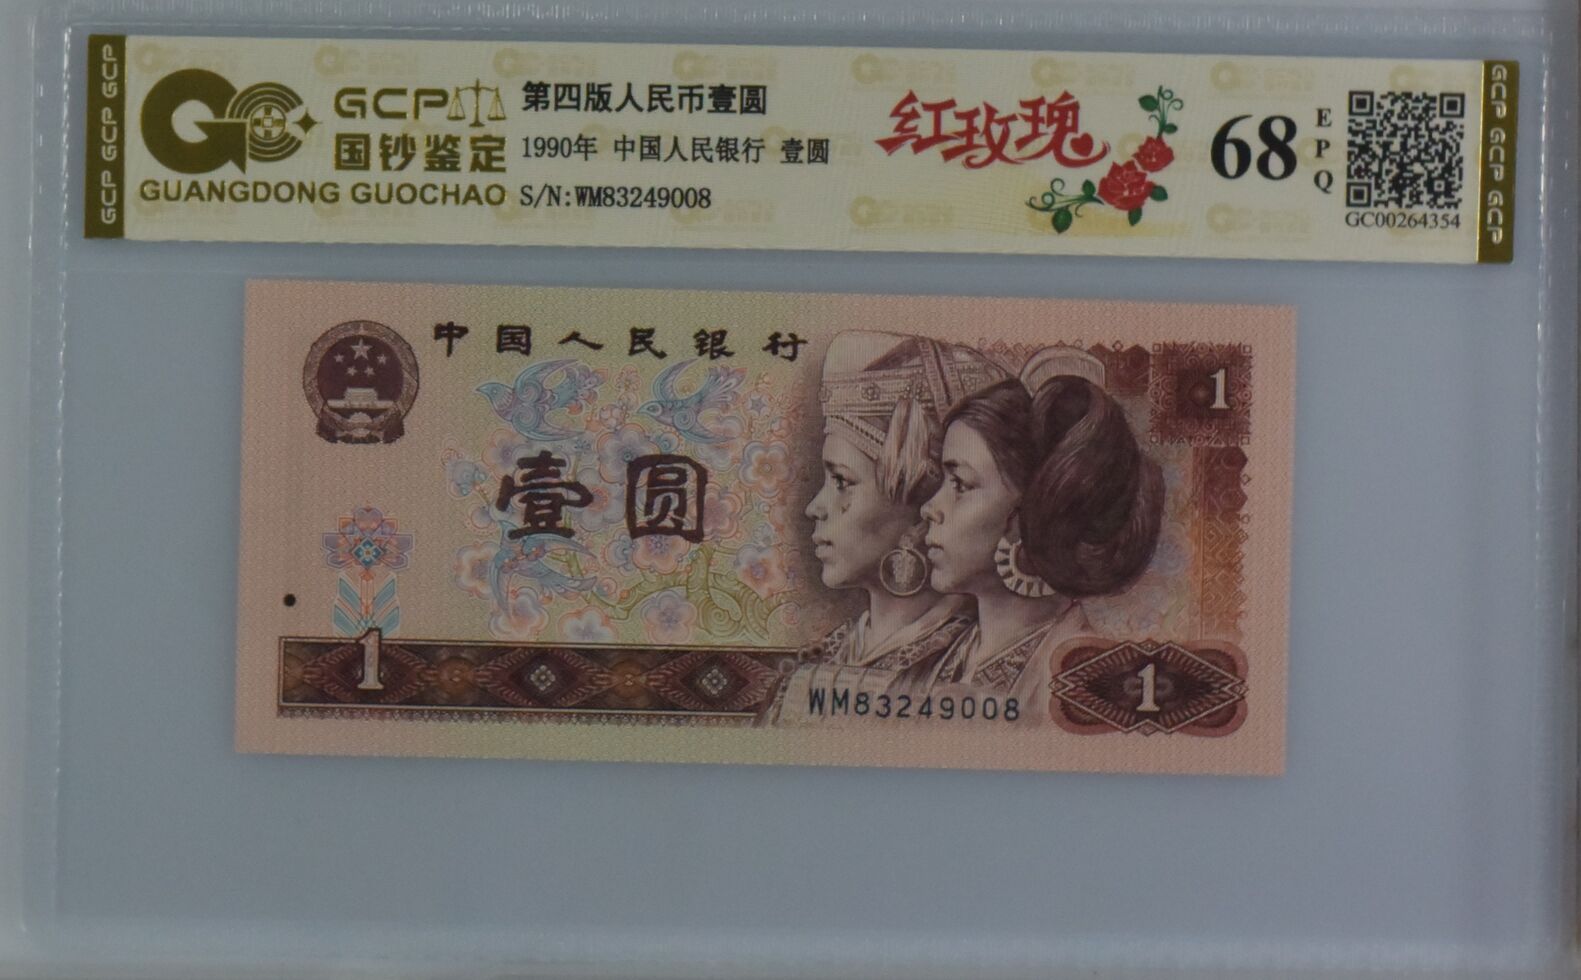 GCP GCP GCP
GCP
国钞鉴定
GUANGDONG GUOCHAO
第四版人民币壹圆
1990年 中国人民银行 壹圆
S/N:WM83249008
红玫瑰
68
EPQ
GC00264354
GCP GCP GCP
中国人民银行
1
壹圆
1
WM83249008
1